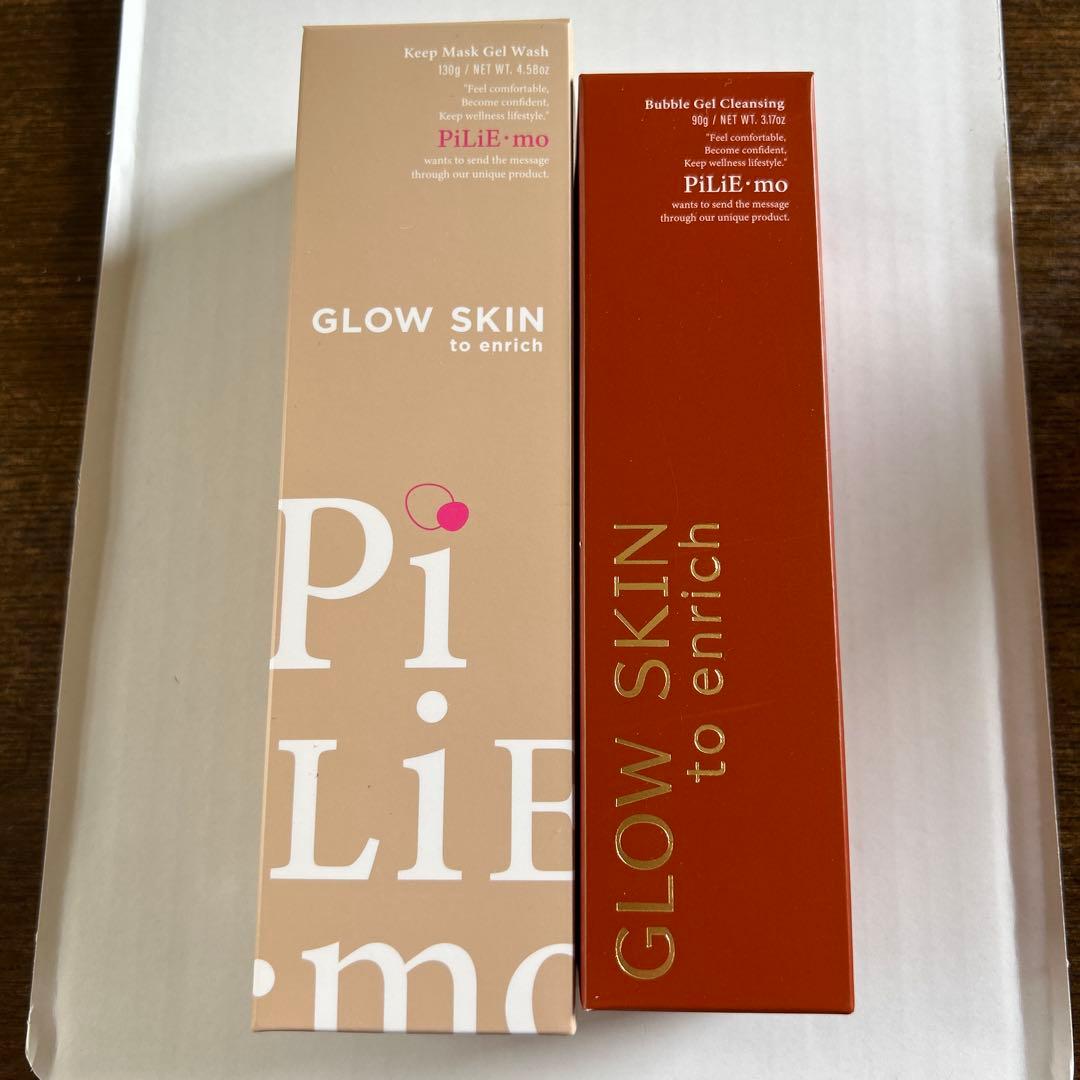 Keep Mask Gel Wash
130g / NET WT. 4.58oz
"Feel comfortable,
Become confident,
Keep wellness lifestyle."
PiLiE·mo
wants to send the message
through our unique product.
GLOW SKIN
to enrich
Pi
LiE
·mo
Bubble Gel Cleansing
90g / NET WT. 3.17oz
"Feel comfortable,
Become confident,
Keep wellness lifestyle."
PiLiE·mo
wants to send the message
through our unique product.
GLOW SKIN
to enrich